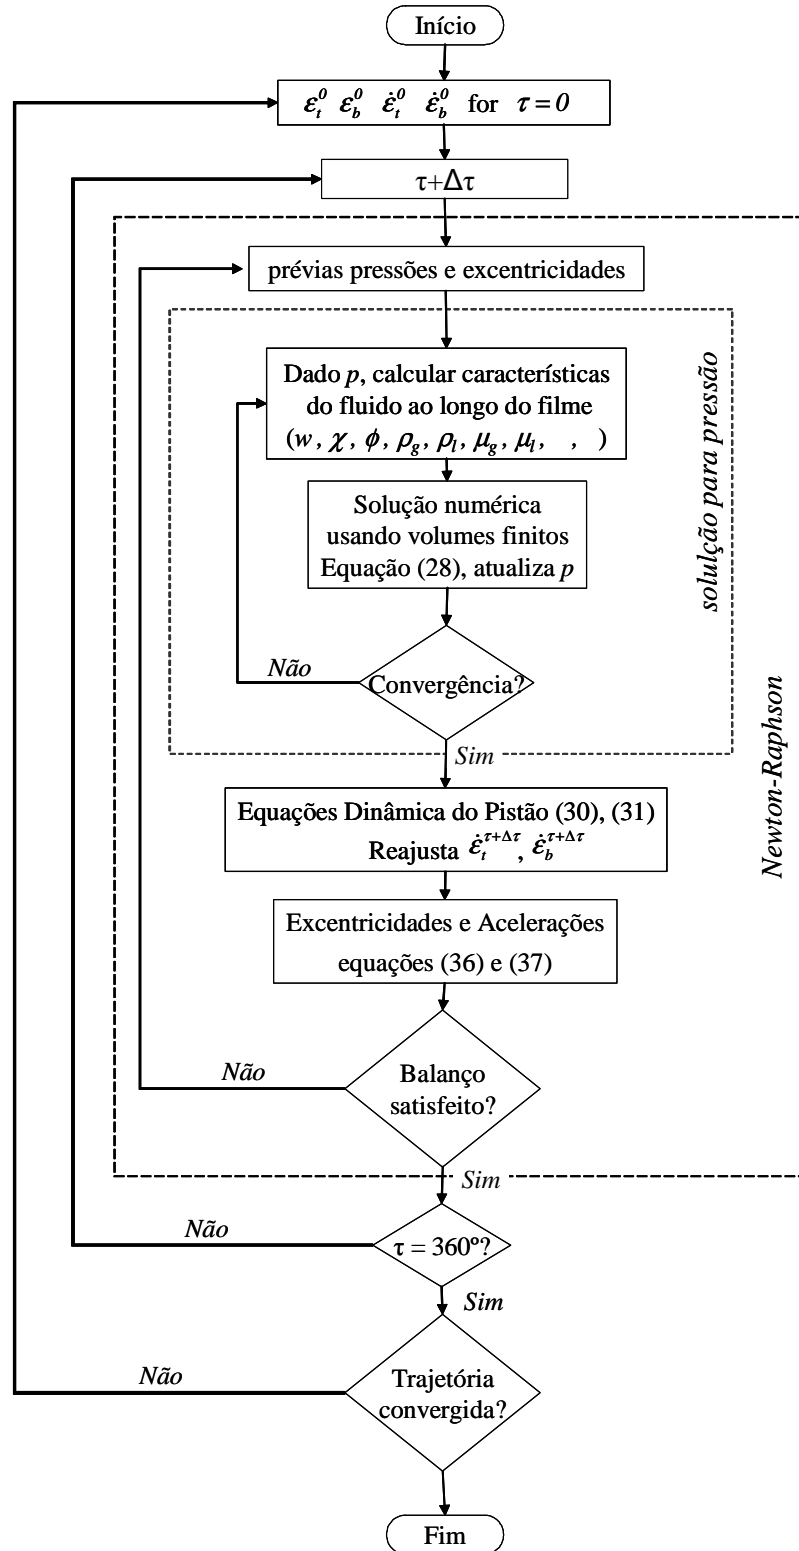 Início
ε_t^0 ε_b^0 ε̇_t^0 ε̇_b^0 for τ = 0
τ+Δτ
prévias pressões e excentricidades
Dado p, calcular características
do fluido ao longo do filme
(w, χ, ϕ, ρ_g, ρ_l, μ_g, μ_l, , )
Solução numérica
usando volumes finitos
Equação (28), atualiza p
solulção para pressão
Não
Convergência?
Sim
Newton-Raphson
Equações Dinâmica do Pistão (30), (31)
Reajusta ε̇_t^{τ+Δτ}, ε̇_b^{τ+Δτ}
Excentricidades e Acelerações
equações (36) e (37)
Não
Balanço
satisfeito?
Sim
Não
τ = 360º?
Sim
Não
Trajetória
convergida?
Fim